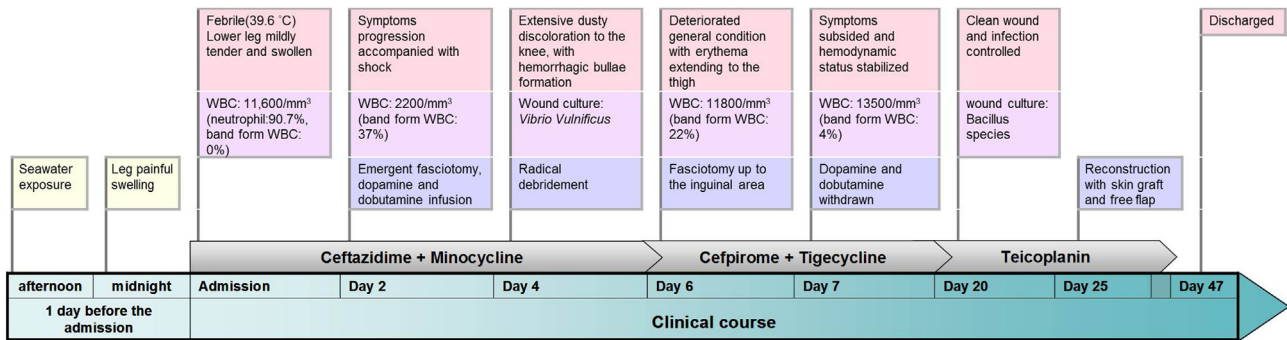 Seawater
exposure
Leg painful
swelling
Febrile(39.6 ˚C)
Lower leg mildly
tender and swollen
WBC: 11,600/mm³
(neutrophil:90.7%,
band form WBC:
0%)
Symptoms
progression
accompanied with
shock
WBC: 2200/mm³
(band form WBC:
37%)
Emergent fasciotomy,
dopamine and
dobutamine infusion
Extensive dusty
discoloration to the
knee, with
hemorrhagic bullae
formation
Wound culture:
Vibrio Vulnificus
Radical
debridement
Deteriorated
general condition
with erythema
extending to the
thigh
WBC: 11800/mm³
(band form WBC:
22%)
Fasciotomy up to
the inguinal area
Symptoms
subsided and
hemodynamic
status stabilized
WBC: 13500/mm³
(band form WBC:
4%)
Dopamine and
dobutamine
withdrawn
Clean wound
and infection
controlled
wound culture:
Bacillus
species
Reconstruction
with skin graft
and free flap
Discharged
Ceftazidime + Minocycline
Cefpirome + Tigecycline
Teicoplanin
afternoon
midnight
Admission
Day 2
Day 4
Day 6
Day 7
Day 20
Day 25
Day 47
1 day before the
admission
Clinical course